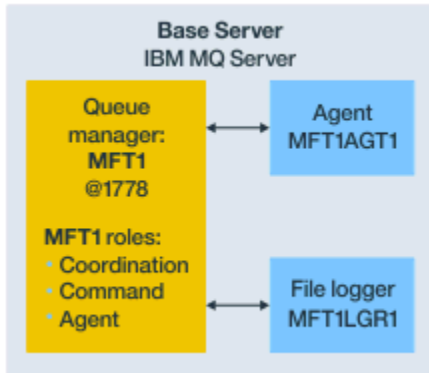 Base Server
IBM MQ Server
Queue
manager:
MFT1
@1778
MFT1 roles:
• Coordination
• Command
• Agent
Agent
MFT1AGT1
File logger
MFT1LGR1